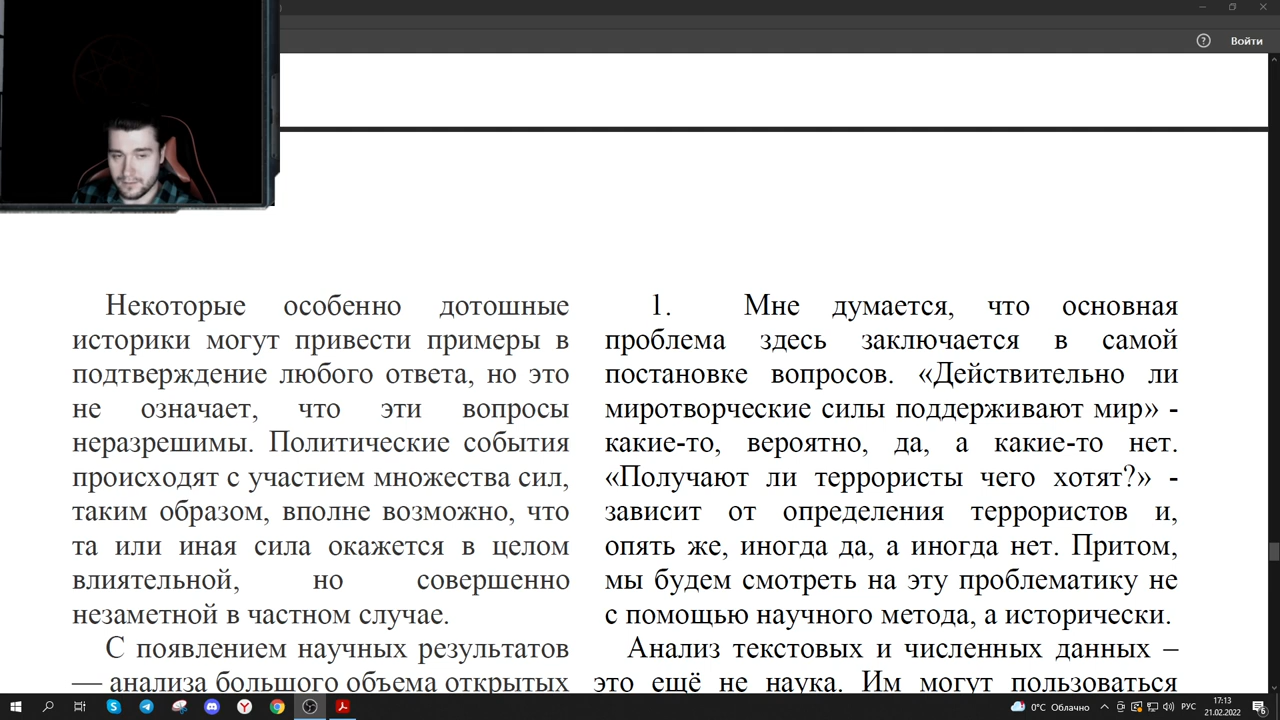 Войти
Некоторые особенно дотошные
историки могут привести примеры в
подтверждение любого ответа, но это
не означает, что эти вопросы
неразрешимы. Политические события
происходят с участием множества сил,
таким образом, вполне возможно, что
та или иная сила окажется в целом
влиятельной, но совершенно
незаметной в частном случае.
С появлением научных результатов
— анализа большого объема открытых
1. Мне думается, что основная
проблема здесь заключается в самой
постановке вопросов. «Действительно ли
миротворческие силы поддерживают мир» -
какие-то, вероятно, да, а какие-то нет.
«Получают ли террористы чего хотят?» -
зависит от определения террористов и,
опять же, иногда да, а иногда нет. Притом,
мы будем смотреть на эту проблематику не
с помощью научного метода, а исторически.
Анализ текстовых и численных данных –
это ещё не наука. Им могут пользоваться
0°C Облачно
РУС
17:13
21.02.2022
6